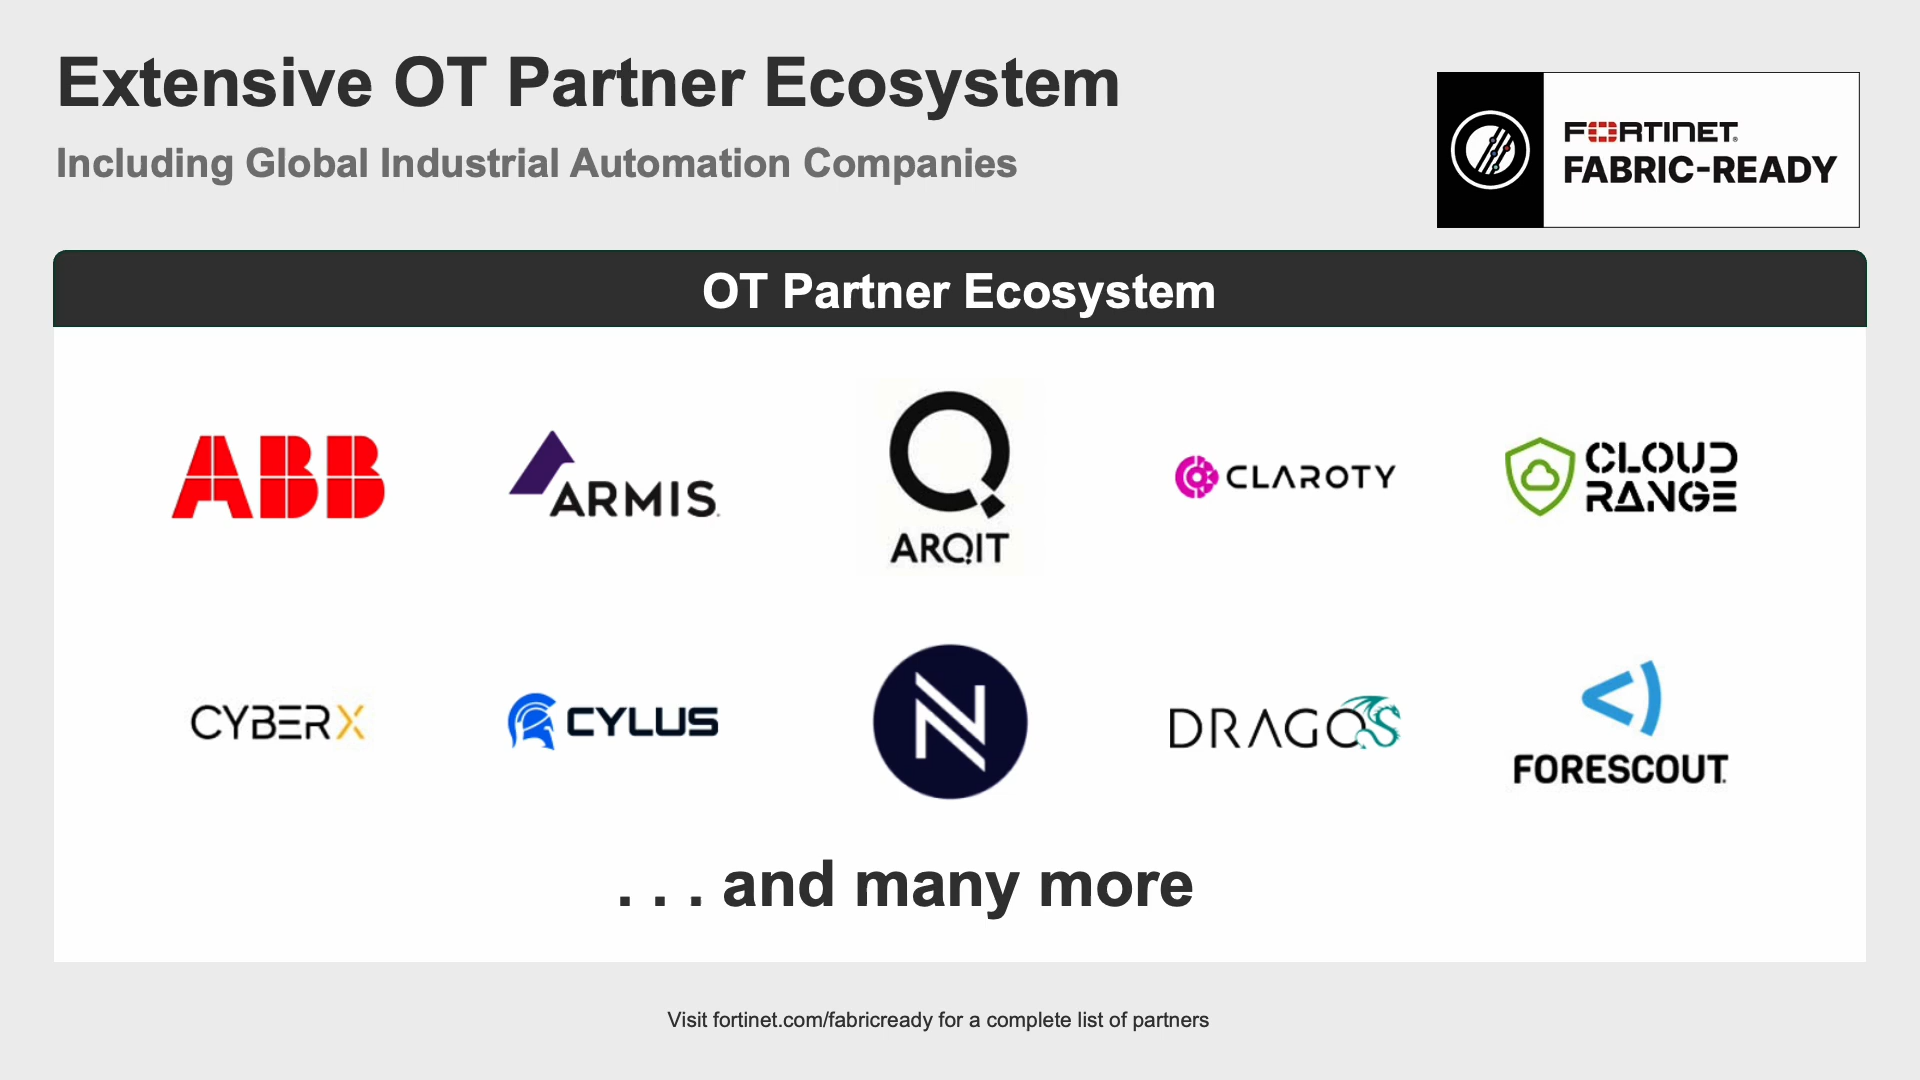 Extensive OT Partner Ecosystem
Including Global Industrial Automation Companies
FORTINET®
FABRIC-READY
OT Partner Ecosystem
ABB
ARMIS
ARQIT
CLAROTY
CLOUD
RANGE
CYBERX
CYLUS
N
DRAGOS
FORESCOUT
. . . and many more
Visit fortinet.com/fabricready for a complete list of partners